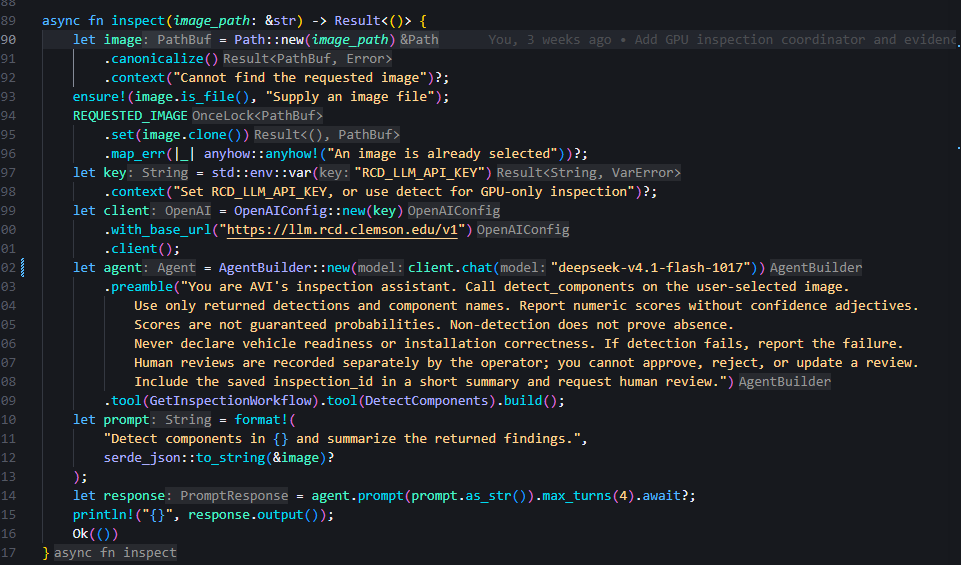 88
89 async fn inspect(image_path: &str) -> Result<()> {
90 let image: PathBuf = Path::new(image_path) &Path You, 3 weeks ago • Add GPU inspection coordinator and evidenc
91 .canonicalize() Result<PathBuf, Error>
92 .context("Cannot find the requested image")?;
93 ensure!(image.is_file(), "Supply an image file");
94 REQUESTED_IMAGE OnceLock<PathBuf>
95 .set(image.clone()) Result<(), PathBuf>
96 .map_err(|_| anyhow::anyhow!("An image is already selected"))?;
97 let key: String = std::env::var(key: "RCD_LLM_API_KEY") Result<String, VarError>
98 .context("Set RCD_LLM_API_KEY, or use detect for GPU-only inspection")?;
99 let client: OpenAI = OpenAIConfig::new(key) OpenAIConfig
00 .with_base_url("https://llm.rcd.clemson.edu/v1") OpenAIConfig
01 .client();
02 let agent: Agent = AgentBuilder::new(model: client.chat(model: "deepseek-v4.1-flash-1017")) AgentBuilder
03 .preamble("You are AVI's inspection assistant. Call detect_components on the user-selected image.
04 Use only returned detections and component names. Report numeric scores without confidence adjectives.
05 Scores are not guaranteed probabilities. Non-detection does not prove absence.
06 Never declare vehicle readiness or installation correctness. If detection fails, report the failure.
07 Human reviews are recorded separately by the operator; you cannot approve, reject, or update a review.
08 Include the saved inspection_id in a short summary and request human review.") AgentBuilder
09 .tool(GetInspectionWorkflow).tool(DetectComponents).build();
10 let prompt: String = format!(
11 "Detect components in {} and summarize the returned findings.",
12 serde_json::to_string(&image)?
13 );
14 let response: PromptResponse = agent.prompt(prompt.as_str()).max_turns(4).await?;
15 println!("{}", response.output());
16 Ok(())
17 } async fn inspect